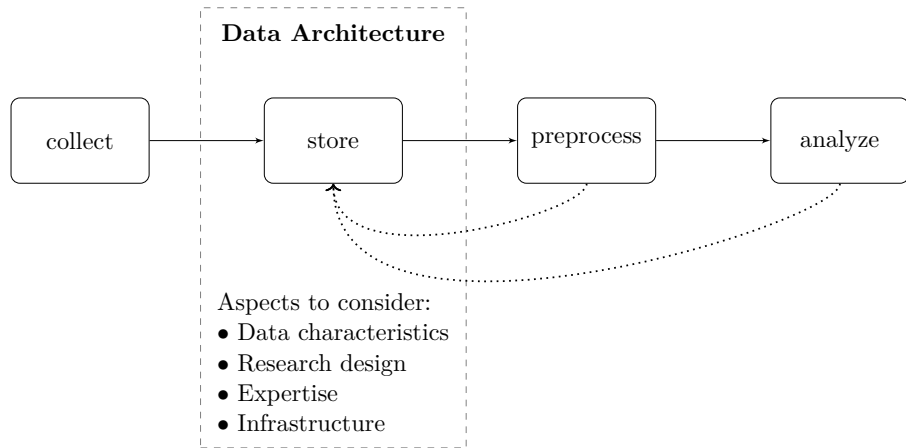 Data Architecture
collect
store
preprocess
analyze
Aspects to consider:
• Data characteristics
• Research design
• Expertise
• Infrastructure